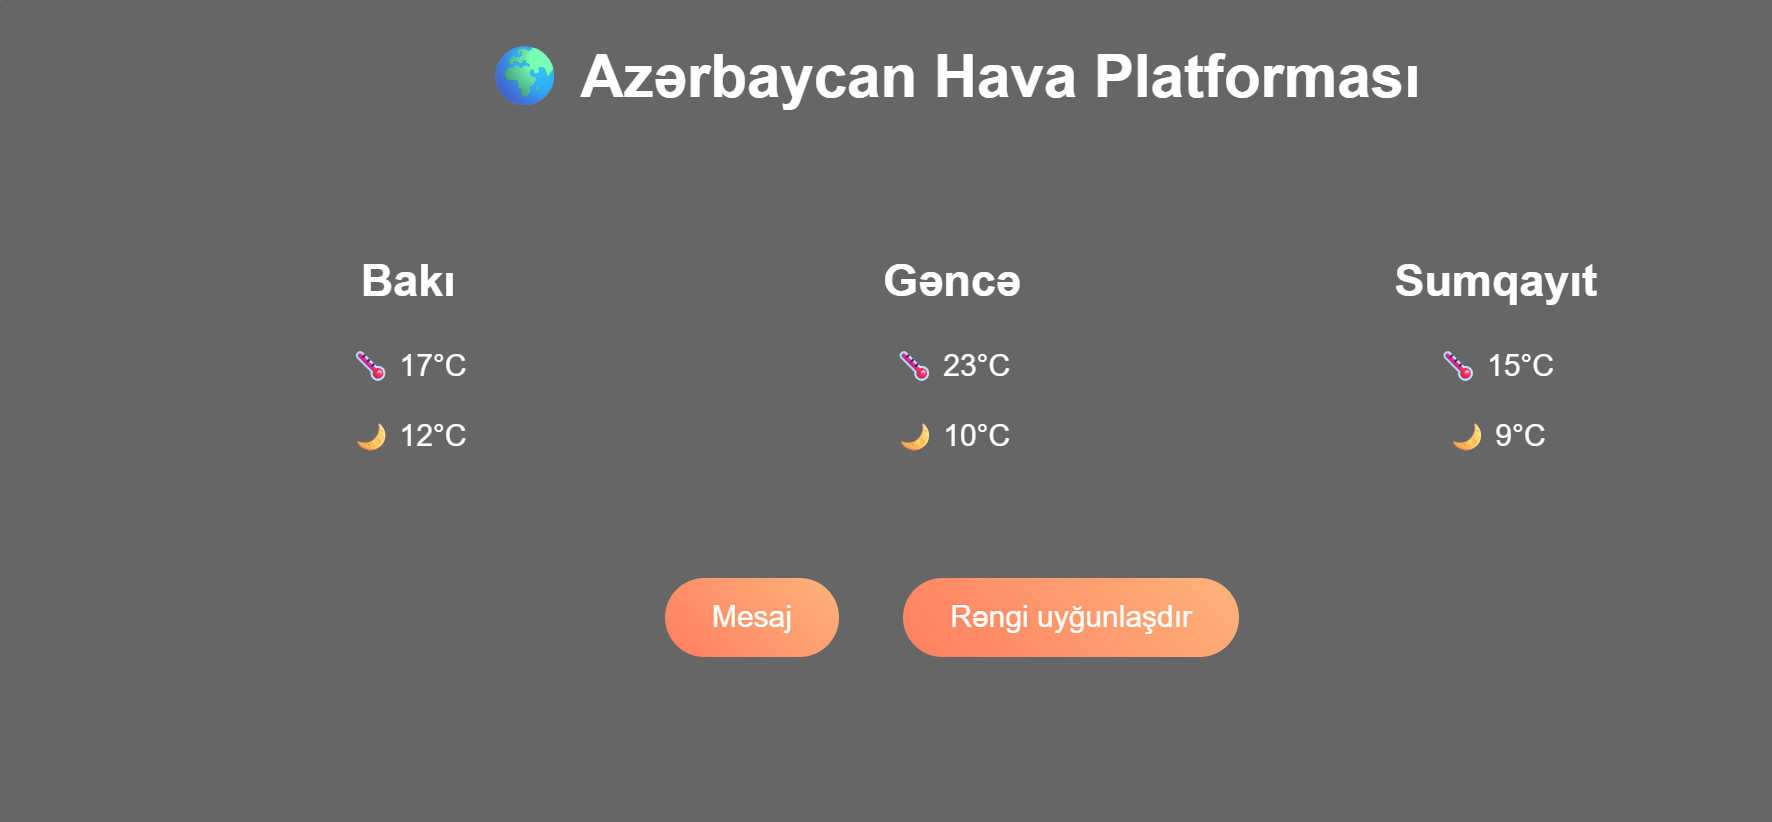 Azərbaycan Hava Platforması
Bakı
Gəncə
Sumqayıt
17°C
23°C
15°C
12°C
10°C
9°C
Mesaj
Rəngi uyğunlaşdır